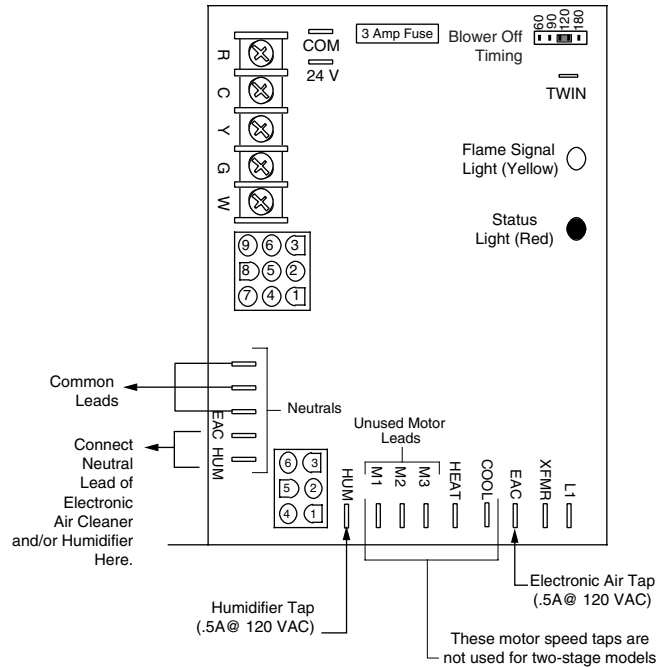 60
90
120
180
COM
24 V
3 Amp Fuse
Blower Off
Timing
TWIN
R
C
Y
G
W
Flame Signal
Light (Yellow)
Status
Light (Red)
9 6 3
8 5 2
7 4 1
Common
Leads
Neutrals
EAC HUM
Connect
Neutral
Lead of
Electronic
Air Cleaner
and/or Humidifier
Here.
Unused Motor
Leads
6 3
5 2
4 1
HUM
M1
M2
M3
HEAT
COOL
EAC
XFMR
L1
Humidifier Tap
(.5A@ 120 VAC)
Electronic Air Tap
(.5A@ 120 VAC)
These motor speed taps are
not used for two-stage models